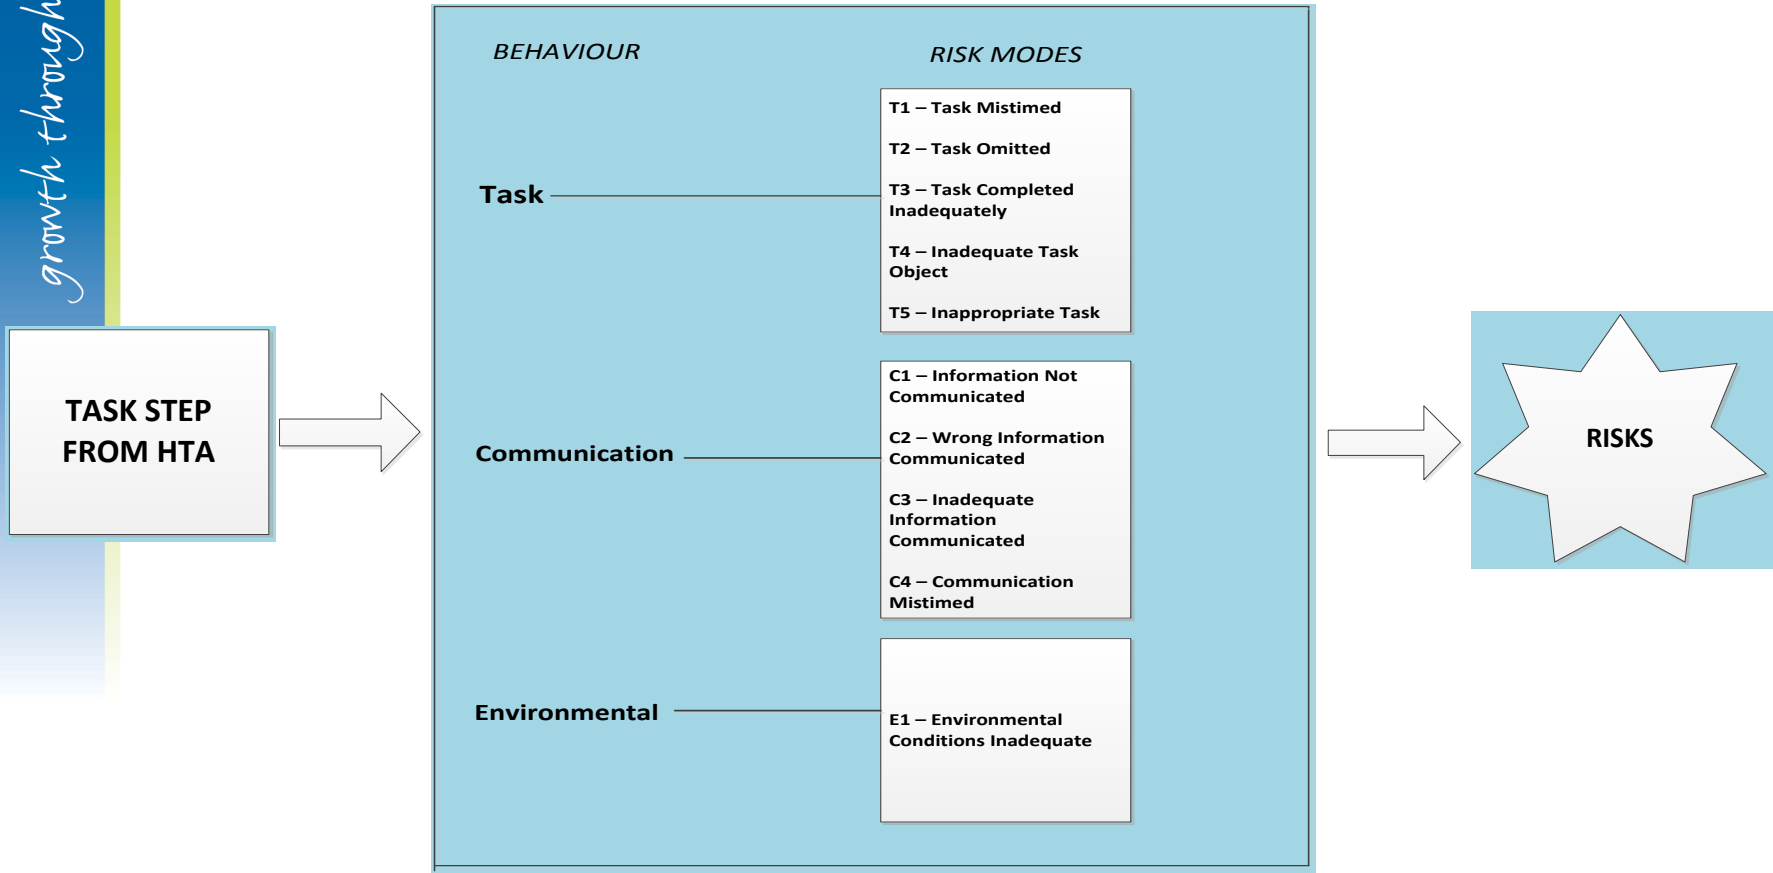 growth through
TASK STEP
FROM HTA
BEHAVIOUR
RISK MODES
Task
T1 – Task Mistimed
T2 – Task Omitted
T3 – Task Completed
Inadequately
T4 – Inadequate Task
Object
T5 – Inappropriate Task
Communication
C1 – Information Not
Communicated
C2 – Wrong Information
Communicated
C3 – Inadequate
Information
Communicated
C4 – Communication
Mistimed
Environmental
E1 – Environmental
Conditions Inadequate
RISKS